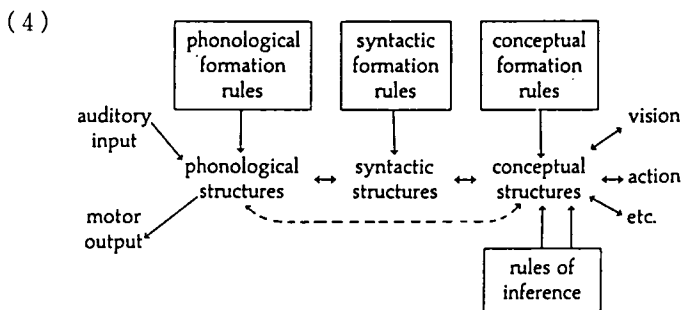 (4)
phonological
formation
rules
syntactic
formation
rules
conceptual
formation
rules
auditory
input
vision
phonological
structures
syntactic
structures
conceptual
structures
action
motor
output
etc.
rules of
inference